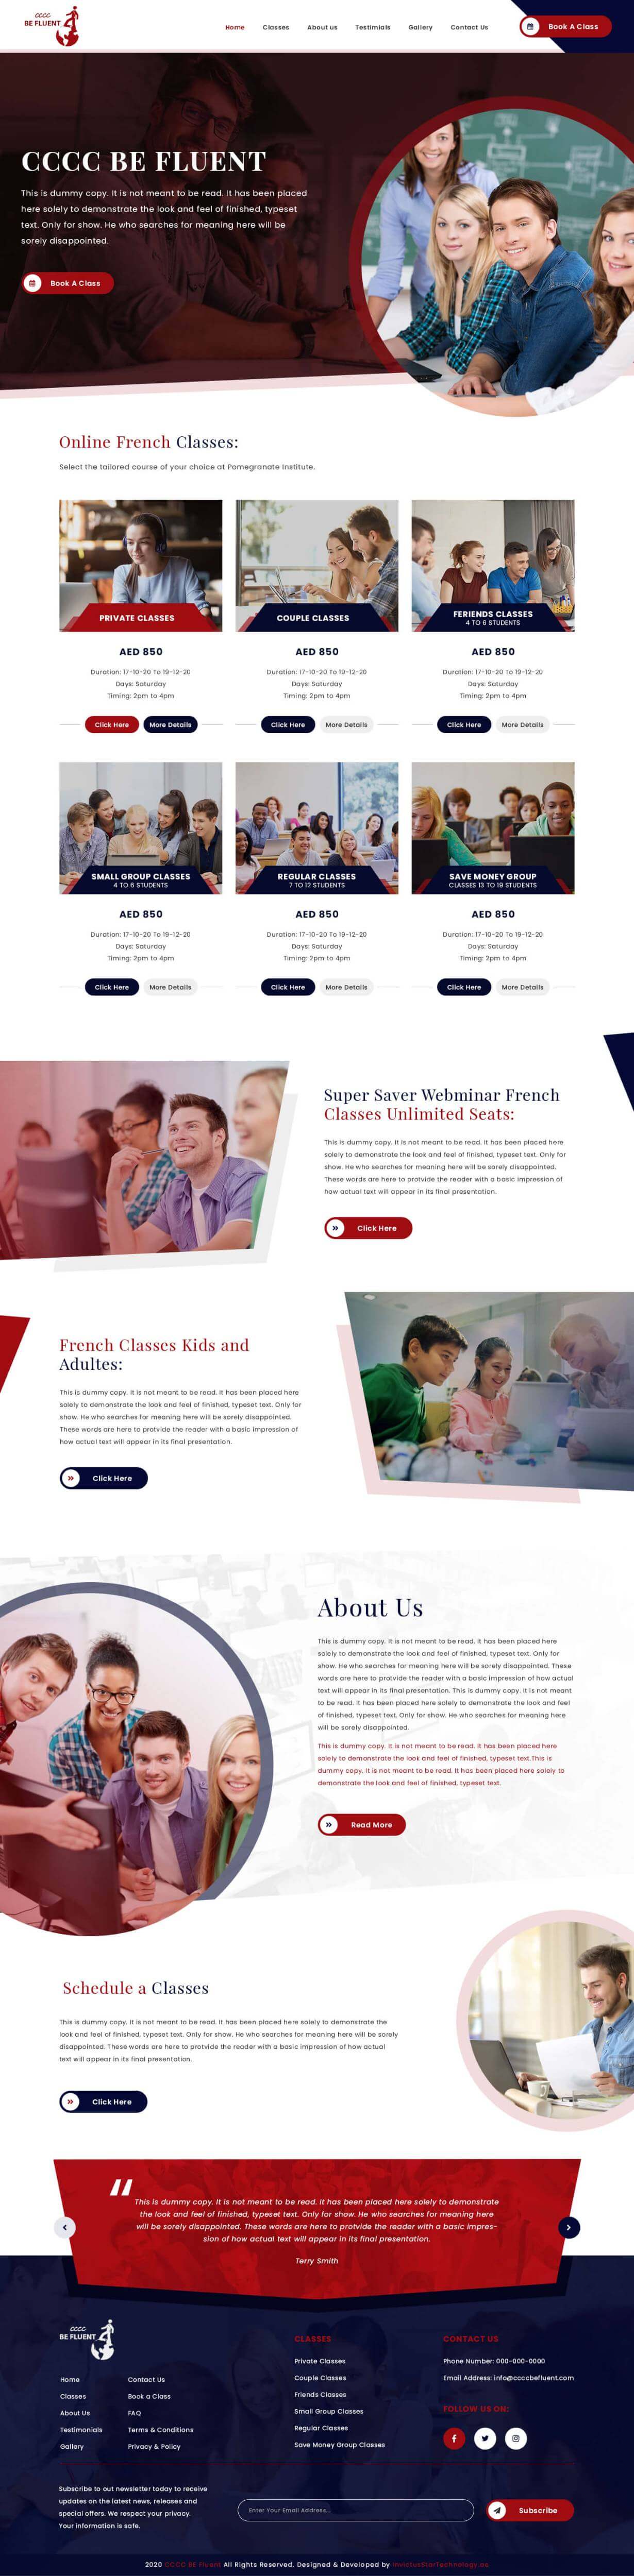 cccc
BE FLUENT
Home Classes About us Testimials Gallery Contact Us
Book A Class
CCCC BE FLUENT
This is dummy copy. It is not meant to be read. It has been placed
here solely to demonstrate the look and feel of finished, typeset
text. Only for show. He who searches for meaning here will be
sorely disappointed.
Book A Class
Online French Classes:
Select the tailored course of your choice at Pomegranate Institute.
PRIVATE CLASSES
AED 850
Duration: 17-10-20 To 19-12-20
Days: Saturday
Timing: 2pm to 4pm
Click Here More Details
COUPLE CLASSES
AED 850
Duration: 17-10-20 To 19-12-20
Days: Saturday
Timing: 2pm to 4pm
Click Here More Details
FERIENDS CLASSES
4 TO 6 STUDENTS
AED 850
Duration: 17-10-20 To 19-12-20
Days: Saturday
Timing: 2pm to 4pm
Click Here More Details
SMALL GROUP CLASSES
4 TO 6 STUDENTS
AED 850
Duration: 17-10-20 To 19-12-20
Days: Saturday
Timing: 2pm to 4pm
Click Here More Details
REGULAR CLASSES
7 TO 12 STUDENTS
AED 850
Duration: 17-10-20 To 19-12-20
Days: Saturday
Timing: 2pm to 4pm
Click Here More Details
SAVE MONEY GROUP
CLASSES 13 TO 19 STUDENTS
AED 850
Duration: 17-10-20 To 19-12-20
Days: Saturday
Timing: 2pm to 4pm
Click Here More Details
Super Saver Webminar French
Classes Unlimited Seats:
This is dummy copy. It is not meant to be read. It has been placed here
solely to demonstrate the look and feel of finished, typeset text. Only for
show. He who searches for meaning here will be sorely disappointed.
These words are here to protvide the reader with a basic impression of
how actual text will appear in its final presentation.
Click Here
French Classes Kids and
Adultes:
This is dummy copy. It is not meant to be read. It has been placed here
solely to demonstrate the look and feel of finished, typeset text. Only for
show. He who searches for meaning here will be sorely disappointed.
These words are here to protvide the reader with a basic impression of
how actual text will appear in its final presentation.
Click Here
About Us
This is dummy copy. It is not meant to be read. It has been placed here
solely to demonstrate the look and feel of finished, typeset text. Only for
show. He who searches for meaning here will be sorely disappointed. These
words are here to protvide the reader with a basic impression of how actual
text will appear in its final presentation. This is dummy copy. It is not meant
to be read. It has been placed here solely to demonstrate the look and feel
of finished, typeset text. Only for show. He who searches for meaning here
will be sorely disappointed.
This is dummy copy. It is not meant to be read. It has been placed here
solely to demonstrate the look and feel of finished, typeset text.This is
dummy copy. It is not meant to be read. It has been placed here solely to
demonstrate the look and feel of finished, typeset text.
Read More
Schedule a Classes
This is dummy copy. It is not meant to be read. It has been placed here solely to demonstrate the
look and feel of finished, typeset text. Only for show. He who searches for meaning here will be sorely
disappointed. These words are here to protvide the reader with a basic impression of how actual
text will appear in its final presentation.
Click Here
This is dummy copy. It is not meant to be read. It has been placed here solely to demonstrate
the look and feel of finished, typeset text. Only for show. He who searches for meaning here
will be sorely disappointed. These words are here to protvide the reader with a basic impres-
sion of how actual text will appear in its final presentation.
Terry Smith
cccc
BE FLUENT
Home
Classes
About Us
Testimonials
Gallery
Contact Us
Book a Class
FAQ
Terms & Conditions
Privacy & Policy
CLASSES
Private Classes
Couple Classes
Friends Classes
Small Group Classes
Regular Classes
Save Money Group Classes
CONTACT US
Phone Number: 000-000-0000
Email Address: info@ccccbefluent.com
FOLLOW US ON:
Subscribe to out newsletter today to receive
updates on the latest news, releases and
special offers. We respect your privacy.
Your information is safe.
Enter Your Email Address...
Subscribe
2020 CCCC BE Fluent All Rights Reserved. Designed & Developed by InvictusStarTechnology.ae